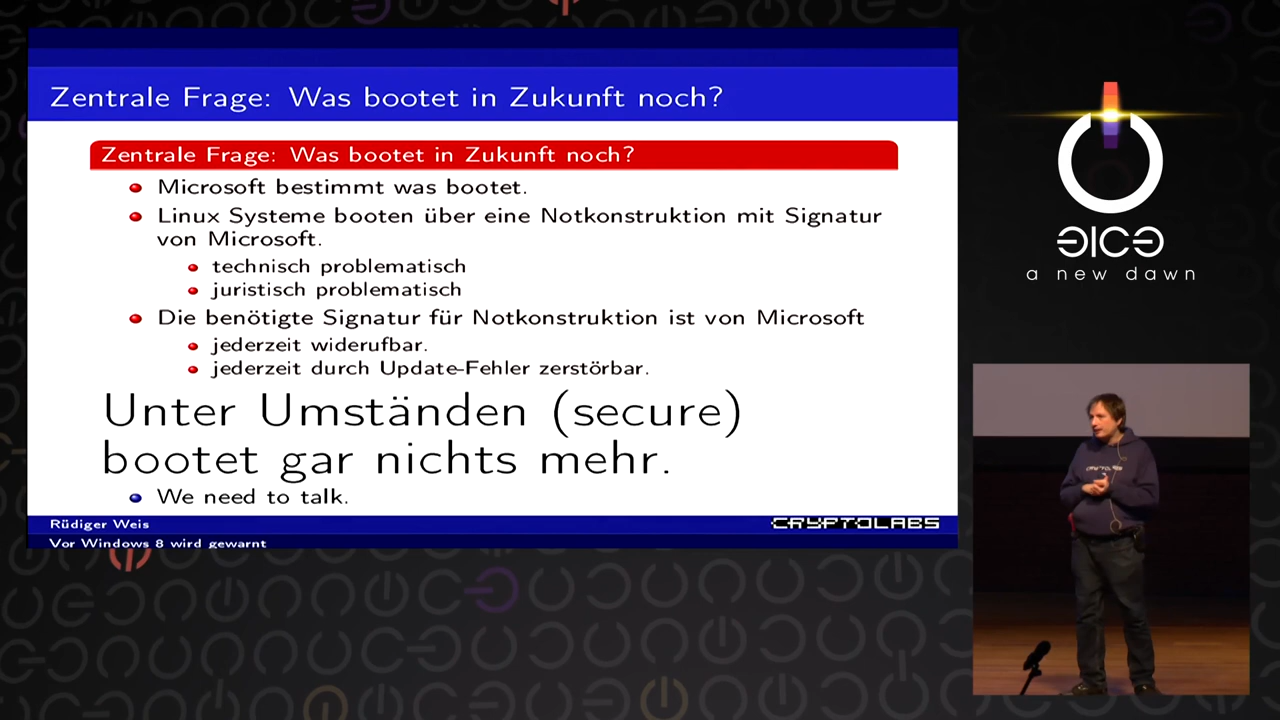 Zentrale Frage: Was bootet in Zukunft noch?
Zentrale Frage: Was bootet in Zukunft noch?
Microsoft bestimmt was bootet.
Linux Systeme booten über eine Notkonstruktion mit Signatur
von Microsoft.
technisch problematisch
juristisch problematisch
Die benötigte Signatur für Notkonstruktion ist von Microsoft
jederzeit widerufbar.
jederzeit durch Update-Fehler zerstörbar.
Unter Umständen (secure)
bootet gar nichts mehr.
We need to talk.
Rüdiger Weis
CRYPTOLABS
Vor Windows 8 wird gewarnt
ƎICƎ
a new dawn
CRYPTOLABS